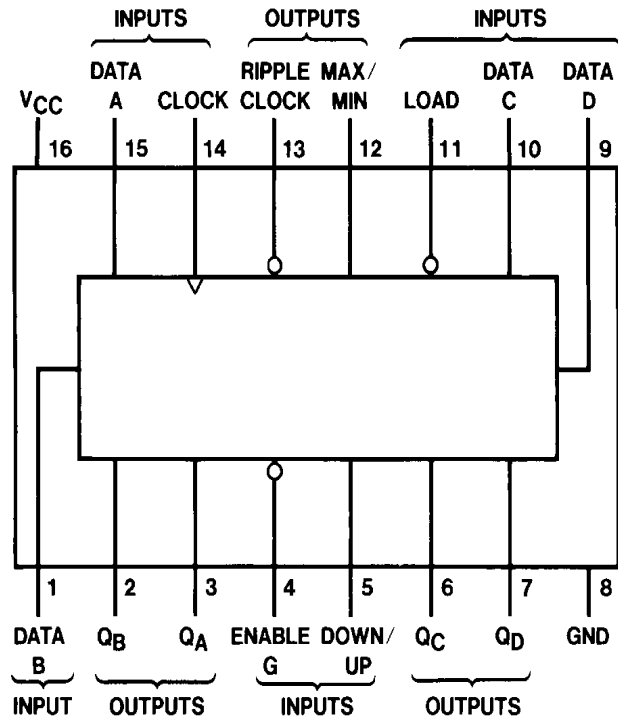 INPUTS OUTPUTS INPUTS
DATA RIPPLE MAX/ DATA DATA
VCC A CLOCK CLOCK MIN LOAD C D
16 15 14 13 12 11 10 9
1 2 3 4 5 6 7 8
DATA QB QA ENABLE DOWN/ QC QD GND
B G UP
INPUT OUTPUTS INPUTS OUTPUTS